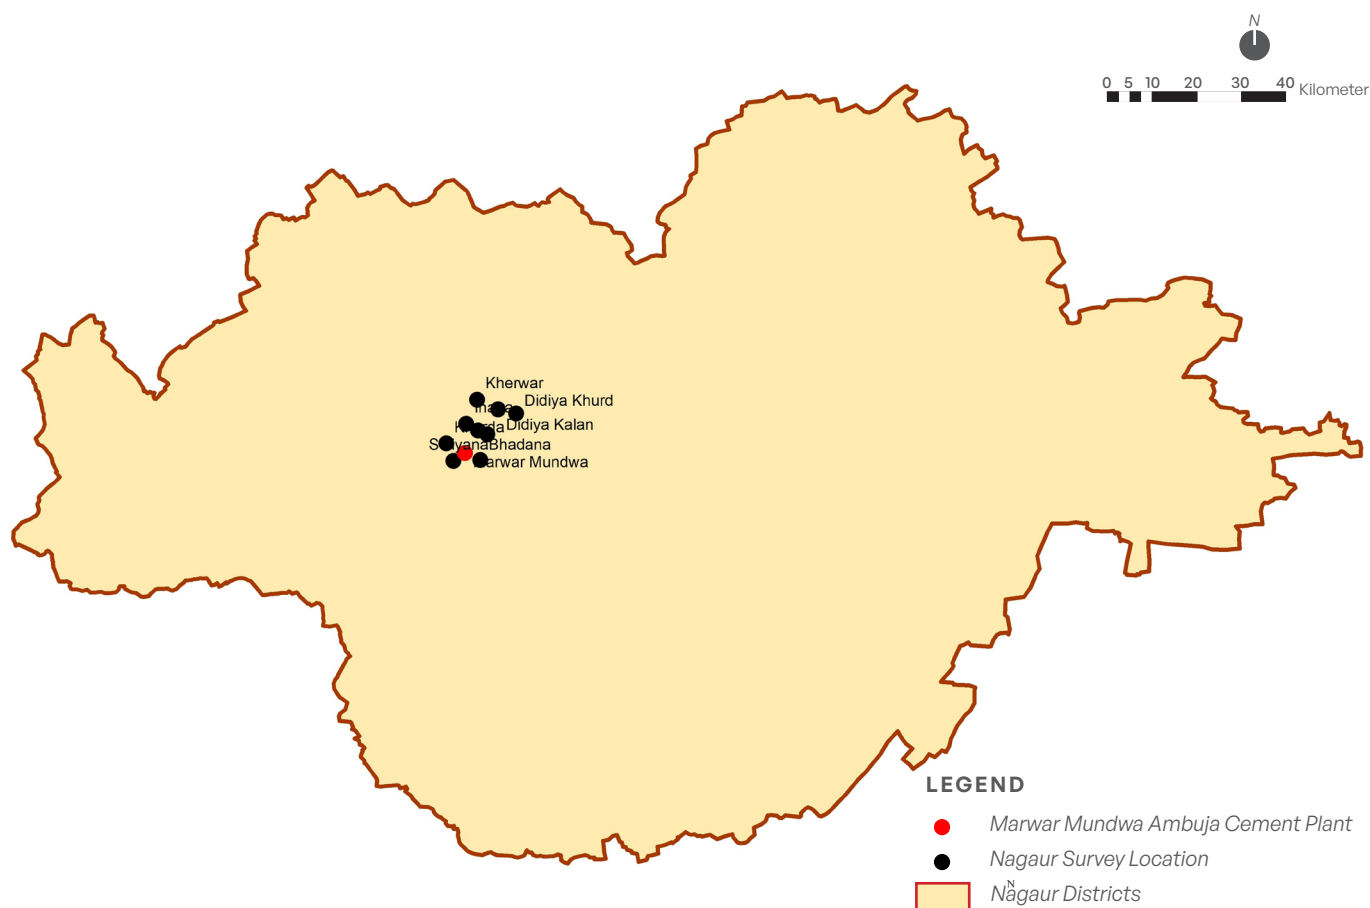 N
0 5 10 20 30 40 Kilometer
Kherwar
Didiya Khurd
Didiya Kalan
Bhadana
Marwar Mundwa
LEGEND
Marwar Mundwa Ambuja Cement Plant
Nagaur Survey Location
N
Nagaur Districts